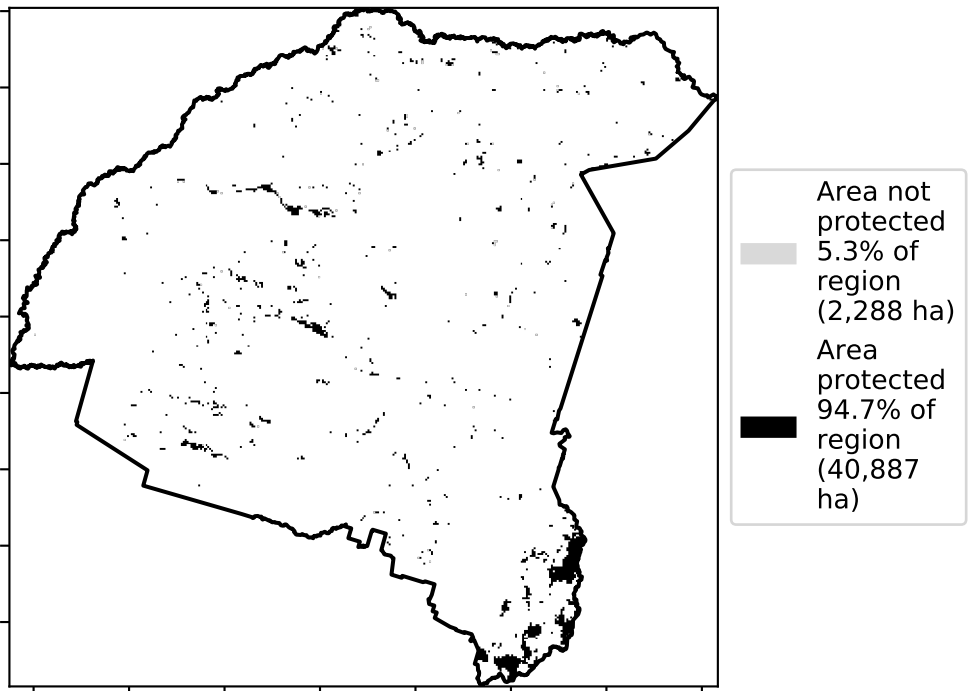 Area not
protected
5.3% of
region
(2,288 ha)
Area
protected
94.7% of
region
(40,887
ha)